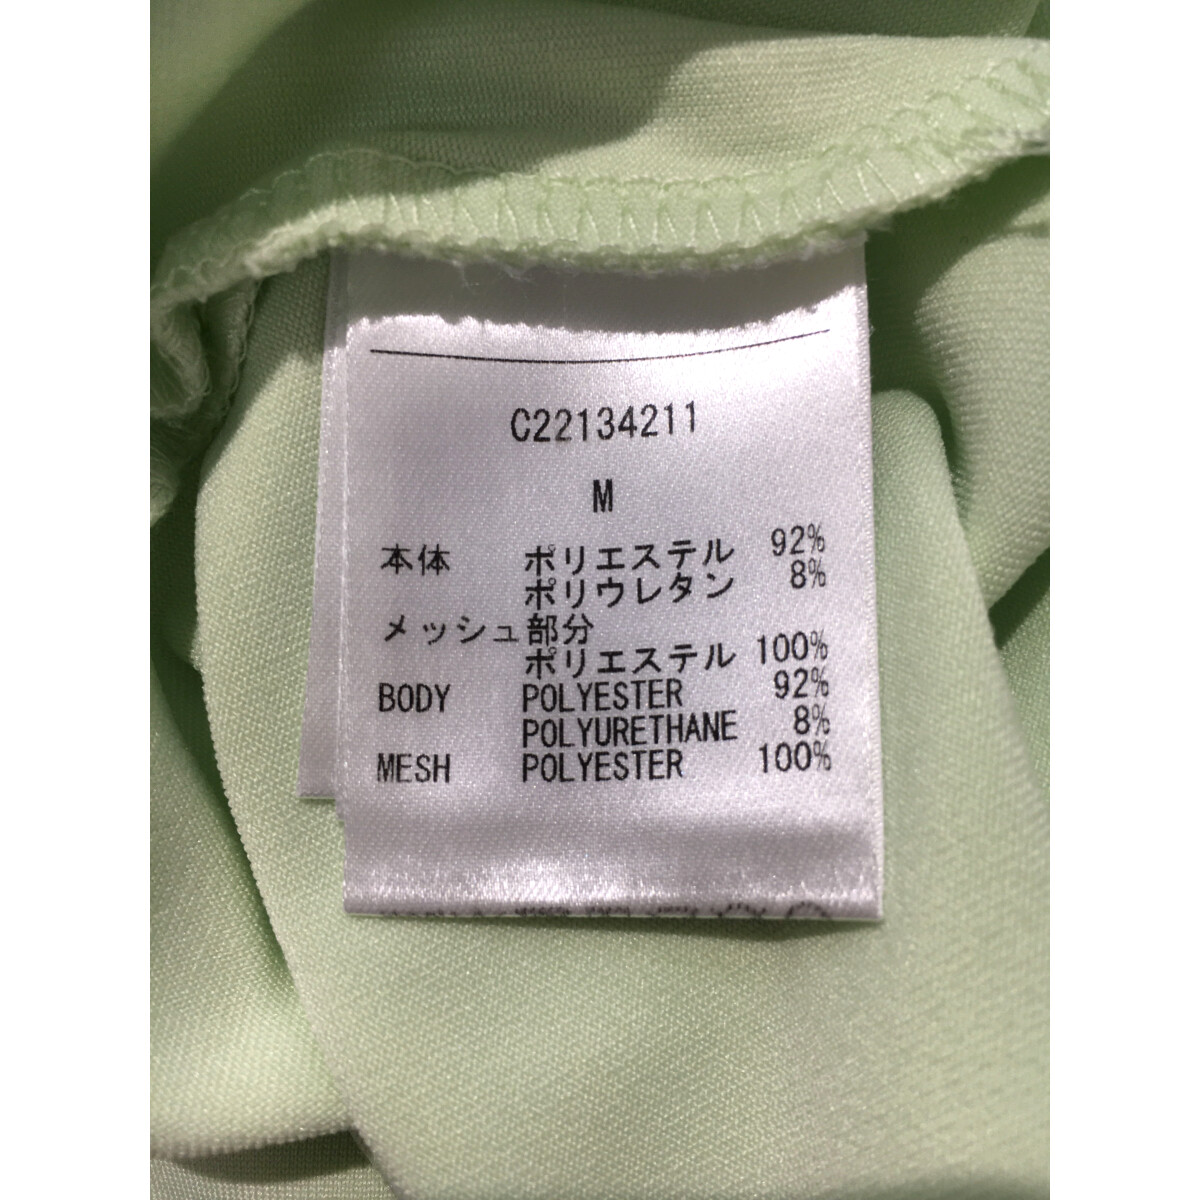 C22134211
M
本体 ポリエステル 92%
ポリウレタン 8%
メッシュ部分
ポリエステル 100%
BODY POLYESTER 92%
POLYURETHANE 8%
MESH POLYESTER 100%